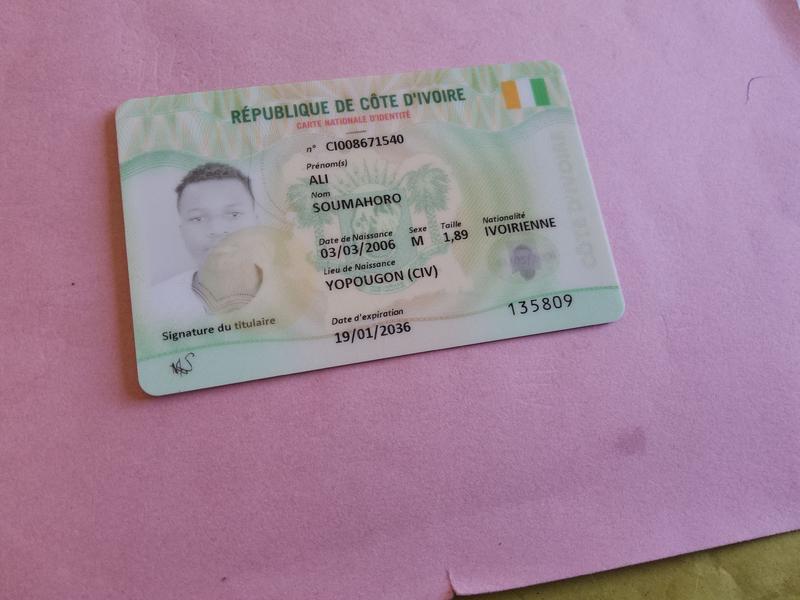 RÉPUBLIQUE DE CÔTE D'IVOIRE
CARTE NATIONALE D'IDENTITÉ
n° CI008671540
Prénom(s)
ALI
Nom
SOUMAHORO
Date de Naissance Sexe Taille Nationalité
03/03/2006 M 1,89 IVOIRIENNE
Lieu de Naissance
YOPOUGON (CIV)
Signature du titulaire
Date d'expiration
19/01/2036
135809